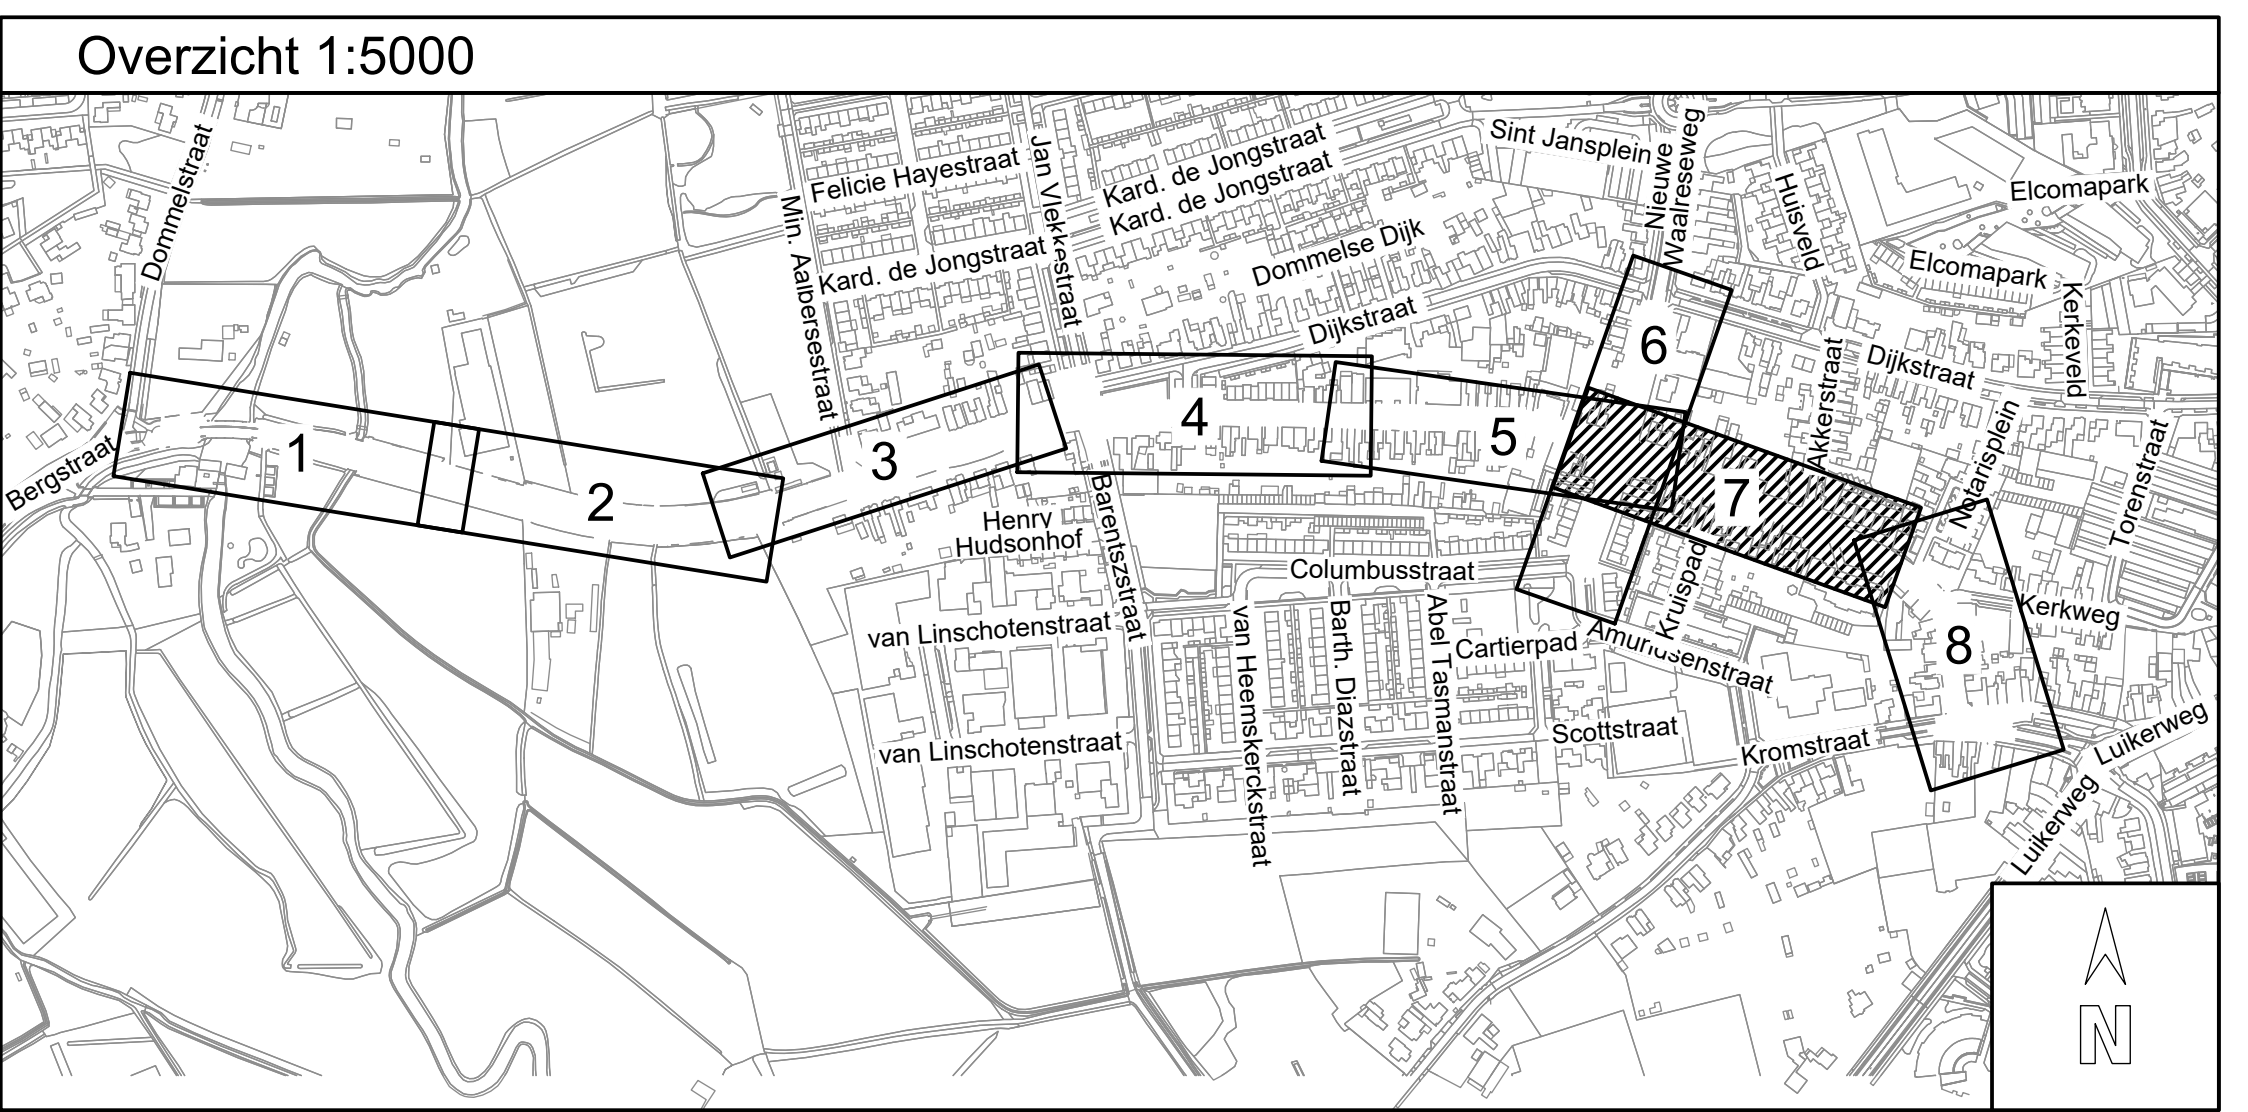 Overzicht 1:5000
Dommelstraat
Felicie Hayestraat
Jan Vlekkestraat
Kard. de Jongstraat
Kard. de Jongstraat
Sint Jansplein
Nieuwe
Waalreseweg
Huisveld
Elcomapark
Min. Aalbersestraat
Kard. de Jongstraat
Dommelse Dijk
Elcomapark
Kerkeveld
Dijkstraat
6
Akkerstraat
Dijkstraat
Bergstraat
1
2
3
4
5
7
Notarisplein
Torenstraat
Henry
Hudsonhof
Barentszstraat
Columbusstraat
Kruispad
van Linschotenstraat
van Heemskerckstraat
Barth. Diazstraat
Abel Tasmanstraat
Cartierpad
Amundsenstraat
Kerkweg
8
van Linschotenstraat
Scottstraat
Kromstraat
Luikerweg
Luikerweg
N